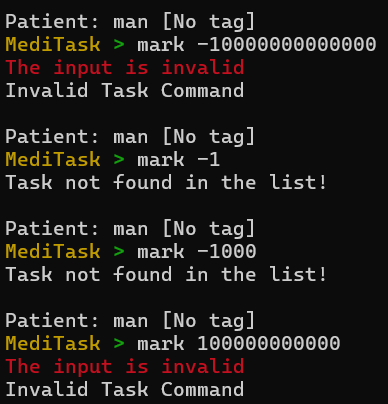 Patient: man [No tag]
MediTask > mark -10000000000000
The input is invalid
Invalid Task Command
Patient: man [No tag]
MediTask > mark -1
Task not found in the list!
Patient: man [No tag]
MediTask > mark -1000
Task not found in the list!
Patient: man [No tag]
MediTask > mark 100000000000
The input is invalid
Invalid Task Command